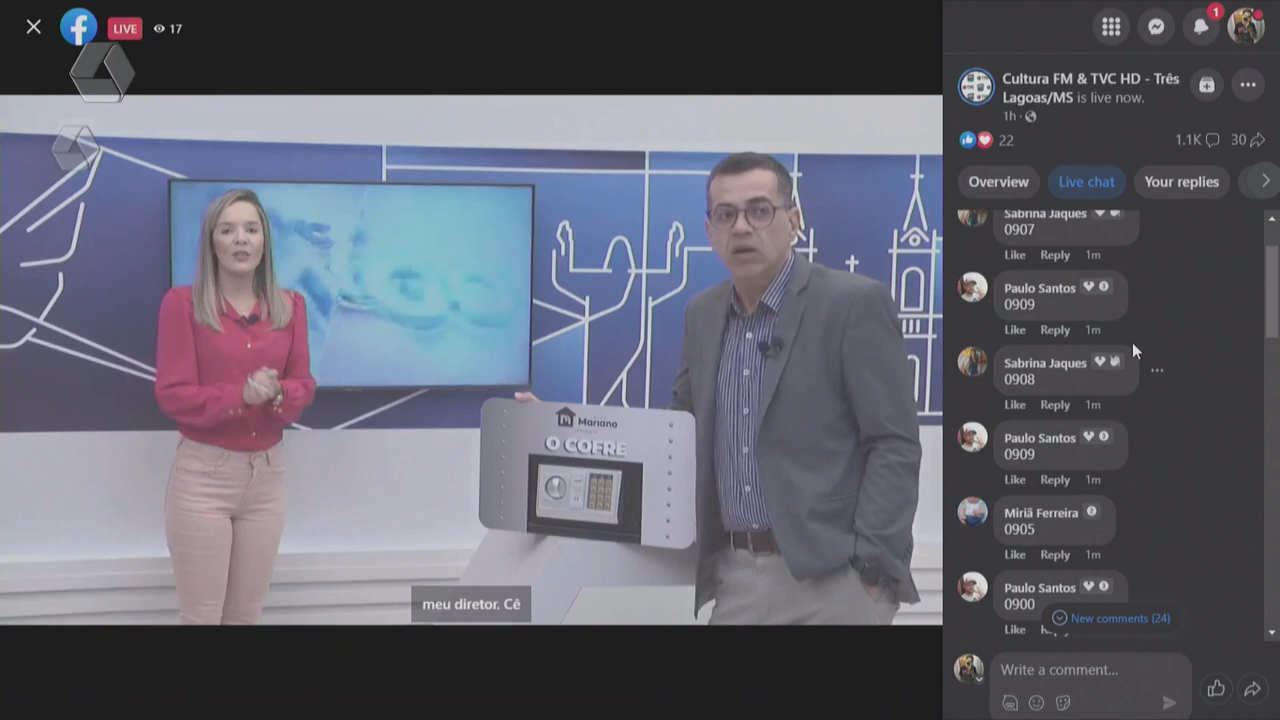 LIVE
17
1
Cultura FM & TVC HD - Três
Lagoas/MS is live now.
1h
22
1.1K
30
Overview
Live chat
Your replies
Sabrina Jaques
0907
Like Reply 1m
Paulo Santos
0909
Like Reply 1m
Sabrina Jaques
0908
Like Reply 1m
Paulo Santos
0909
Like Reply 1m
Miriã Ferreira
0905
Like Reply 1m
Paulo Santos
0900
Like
New comments (24)
Write a comment...
Mariano
O COFRE
meu diretor. Cê